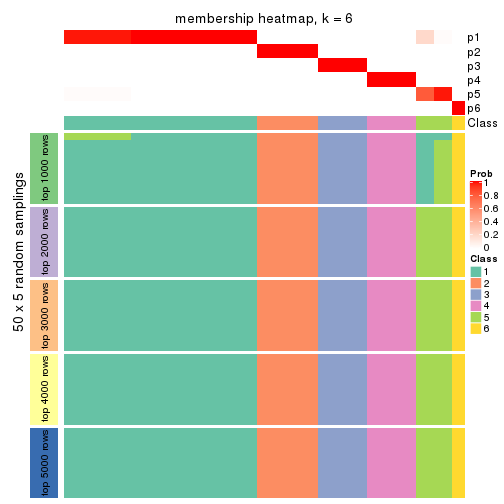 membership heatmap, k = 6
p1
p2
p3
p4
p5
p6
Class
50 x 5 random samplings
top 1000 rows
top 2000 rows
top 3000 rows
top 4000 rows
top 5000 rows
Prob
1
0.8
0.6
0.4
0.2
0
Class
1
2
3
4
5
6